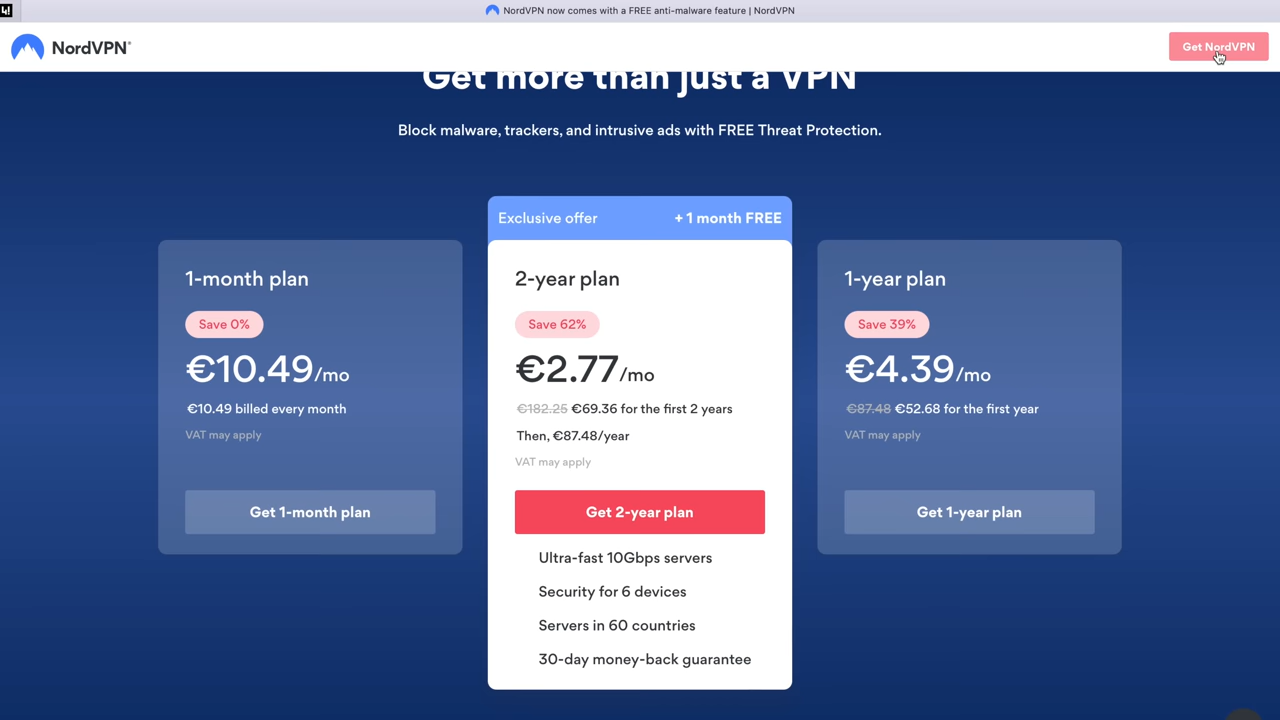 NordVPN now comes with a FREE anti-malware feature | NordVPN
NordVPN®
Get NordVPN
Get more than just a VPN
Block malware, trackers, and intrusive ads with FREE Threat Protection.
Exclusive offer + 1 month FREE
1-month plan
Save 0%
€10.49/mo
€10.49 billed every month
VAT may apply
Get 1-month plan
2-year plan
Save 62%
€2.77/mo
€182.25 €69.36 for the first 2 years
Then, €87.48/year
VAT may apply
Get 2-year plan
Ultra-fast 10Gbps servers
Security for 6 devices
Servers in 60 countries
30-day money-back guarantee
1-year plan
Save 39%
€4.39/mo
€87.48 €52.68 for the first year
VAT may apply
Get 1-year plan